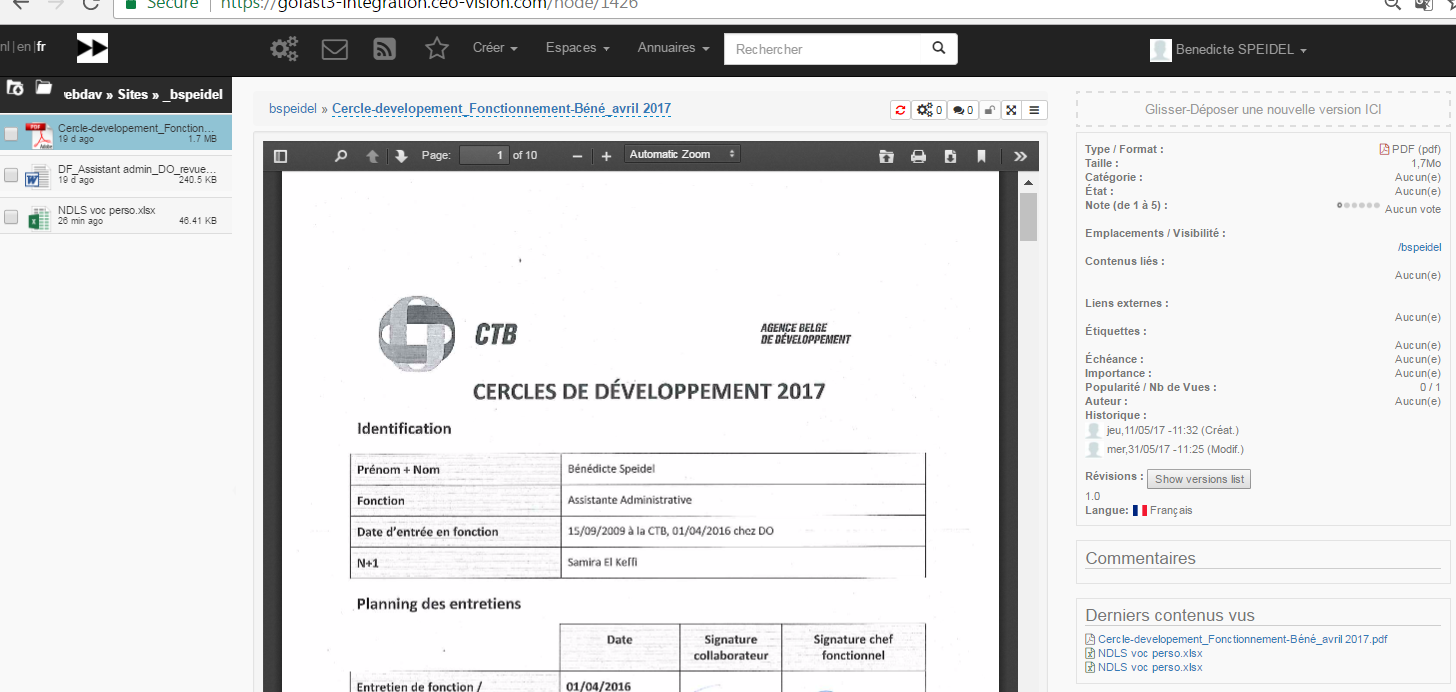 Secure | https://gofast3-integration.ceo-vision.com/node/1426
nl | en | fr
Créer
Espaces
Annuaires
Rechercher
Benedicte SPEIDEL
webdav » Sites » _bspeidel
Cercle-developement_Fonction...
19 d ago 1.7 MB
DF_Assistant admin_DO_revue...
19 d ago 240.5 KB
NDLS voc perso.xlsx
26 min ago 46.41 KB
bspeidel » Cercle-developement_Fonctionnement-Béné_avril 2017
0 0
Page: 1 of 10
Automatic Zoom
CTB
AGENCE BELGE
DE DÉVELOPPEMENT
CERCLES DE DÉVELOPPEMENT 2017
Identification
Prénom + Nom Bénédicte Speidel
Fonction Assistante Administrative
Date d'entrée en fonction 15/09/2009 à la CTB, 01/04/2016 chez DO
N+1 Samira El Keffi
Planning des entretiens
Date Signature collaborateur Signature chef fonctionnel
Entretien de fonction / 01/04/2016
Glisser-Déposer une nouvelle version ICI
Type / Format : PDF (pdf)
Taille : 1,7Mo
Catégorie : Aucun(e)
État : Aucun(e)
Note (de 1 à 5) : Aucun vote
Emplacements / Visibilité :
/bspeidel
Contenus liés :
Aucun(e)
Liens externes :
Aucun(e)
Étiquettes :
Aucun(e)
Échéance : Aucun(e)
Importance : Aucun(e)
Popularité / Nb de Vues : 0 / 1
Auteur : Aucun(e)
Historique :
jeu,11/05/17 -11:32 (Créat.)
mer,31/05/17 -11:25 (Modif.)
Révisions : Show versions list
1.0
Langue: Français
Commentaires
Derniers contenus vus
Cercle-developement_Fonctionnement-Béné_avril 2017.pdf
NDLS voc perso.xlsx
NDLS voc perso.xlsx